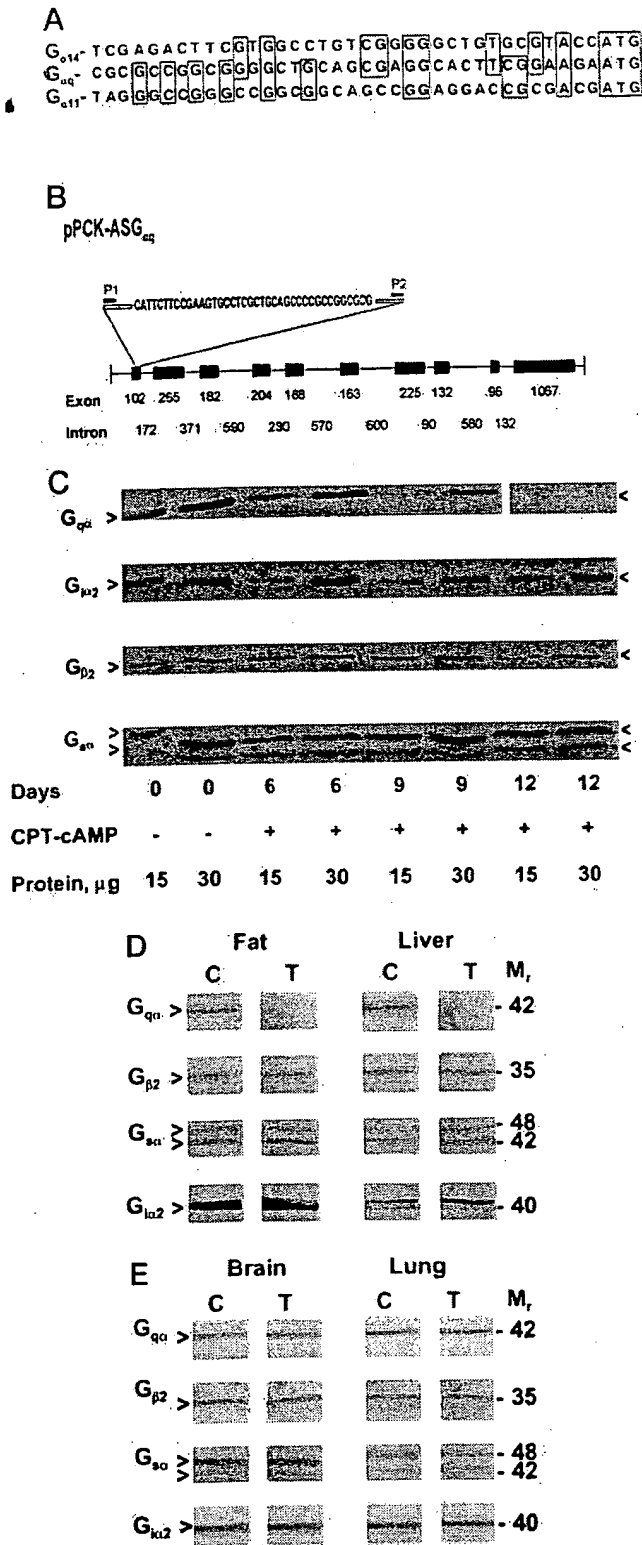 A
Gα14- TCGAGACTTCGTGGCCTGTCGGGGGCTGTGCGTACCATG
Gαq- CGCGCCGGCGGGGGCTGCAGCGAGGCACTTCGGAAGAATG
Gα11- TAGGGCCGGGCCGGCGGCAGCCGGAGGACCGCGACGATG
B
pPCK-ASGαq
P1 P2
CATTCTTCCGAAGTGCCTCGCTGCAGCCCCGCCGGCGCG
Exon 102 255 182 204 188 163 225 132 96 1067
Intron 172 371 590 230 570 600 90 580 132
C
Gqα > <
Giα2 > <
Gβ2 > <
Gsα > > < <
Days 0 0 6 6 9 9 12 12
CPT-cAMP - - + + + + + +
Protein, µg 15 30 15 30 15 30 15 30
D Fat Liver
C T C T Mr
Gqα > - 42
Gβ2 > - 35
Gsα > > - 48 - 42
Giα2 > - 40
E Brain Lung
C T C T Mr
Gqα > - 42
Gβ2 > - 35
Gsα > > - 48 - 42
Giα2 > - 40